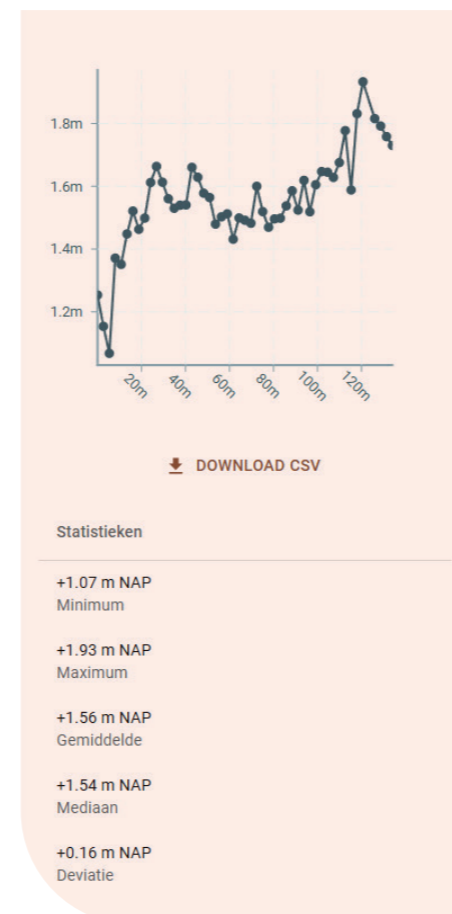 1.8m
1.6m
1.4m
1.2m
20m 40m 60m 80m 100m 120m
DOWNLOAD CSV
Statistieken
+1.07 m NAP
Minimum
+1.93 m NAP
Maximum
+1.56 m NAP
Gemiddelde
+1.54 m NAP
Mediaan
+0.16 m NAP
Deviatie